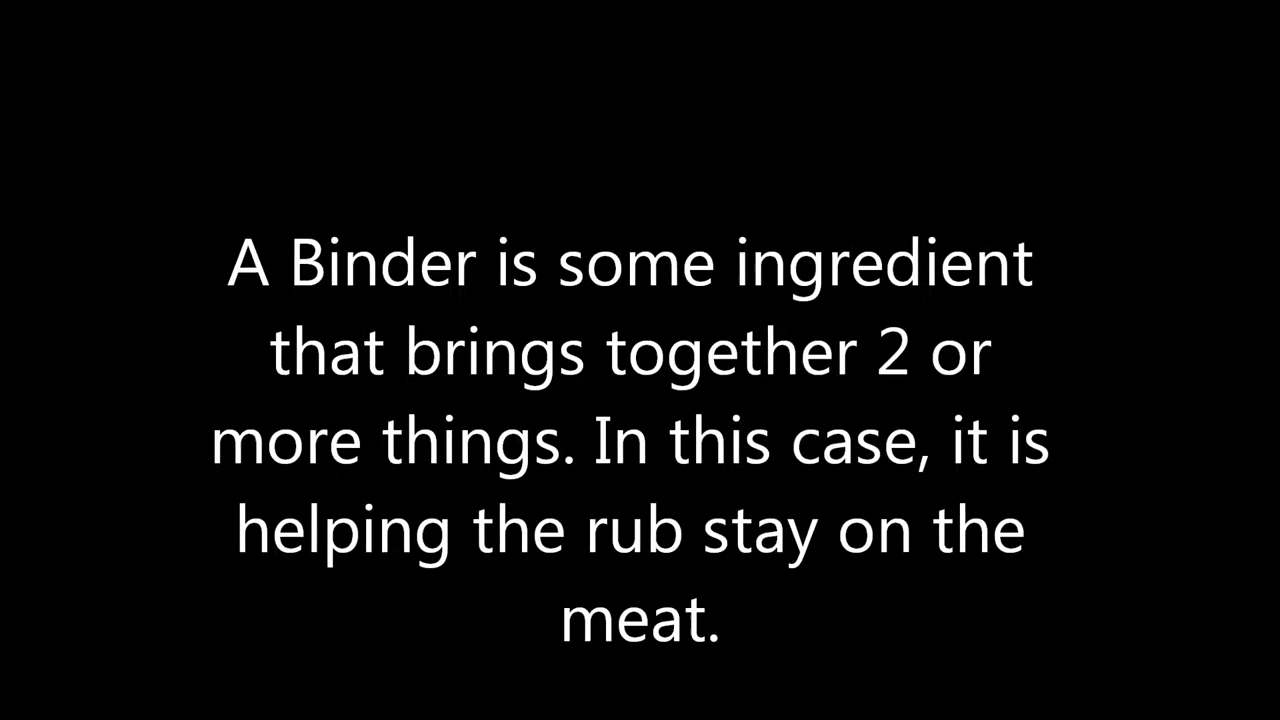 A Binder is some ingredient
that brings together 2 or
more things. In this case, it is
helping the rub stay on the
meat.